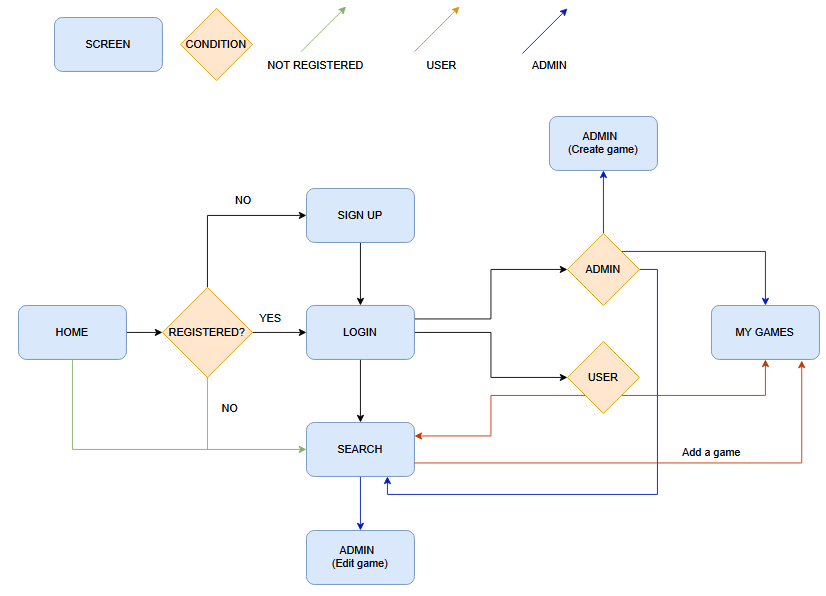 SCREEN
CONDITION
NOT REGISTERED
USER
ADMIN
ADMIN
(Create game)
NO
SIGN UP
ADMIN
HOME
REGISTERED?
YES
LOGIN
MY GAMES
USER
NO
SEARCH
Add a game
ADMIN
(Edit game)